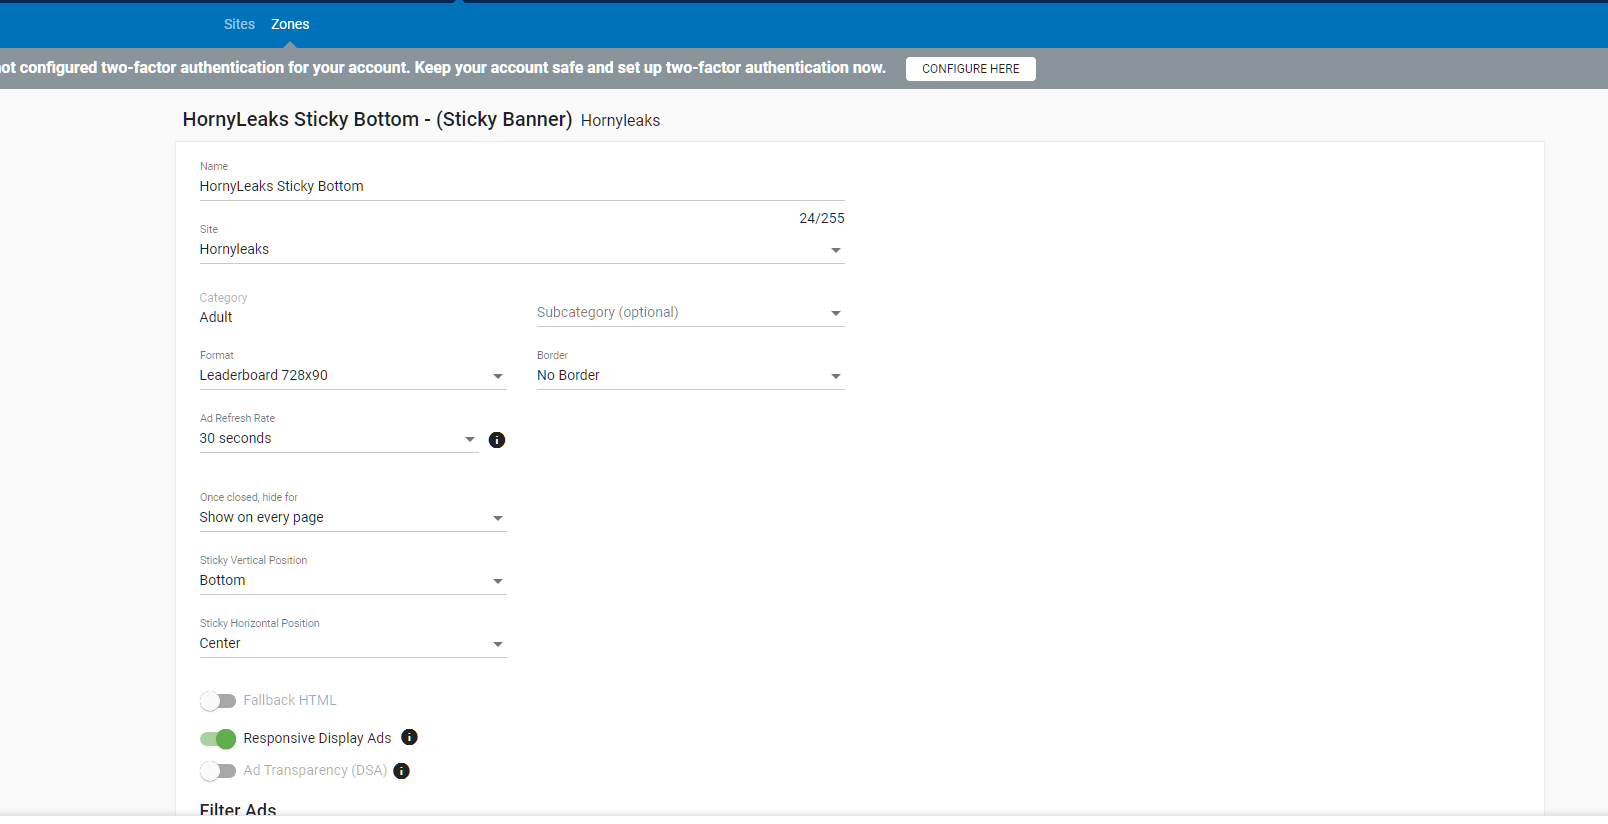 Sites Zones
ot configured two-factor authentication for your account. Keep your account safe and set up two-factor authentication now. CONFIGURE HERE
HornyLeaks Sticky Bottom - (Sticky Banner) Hornyleaks
Name
HornyLeaks Sticky Bottom
24/255
Site
Hornyleaks
Category
Adult
Subcategory (optional)
Format
Leaderboard 728x90
Border
No Border
Ad Refresh Rate
30 seconds
Once closed, hide for
Show on every page
Sticky Vertical Position
Bottom
Sticky Horizontal Position
Center
Fallback HTML
Responsive Display Ads
Ad Transparency (DSA)
Filter Ads